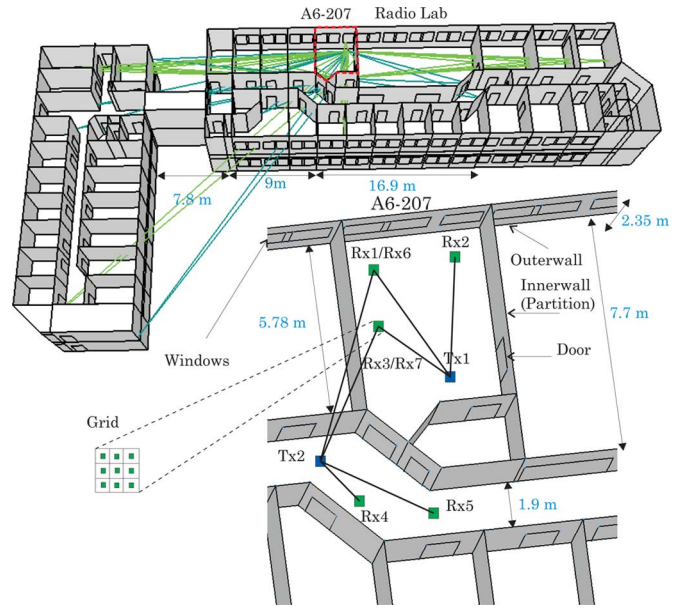 A6-207 Radio Lab
7.8 m
9m
16.9 m
A6-207
2.35 m
Rx1/Rx6
Rx2
Outerwall
Innerwall
(Partition)
5.78 m
7.7 m
Windows
Rx3/Rx7
Tx1
Door
Grid
Tx2
Rx4
Rx5
1.9 m